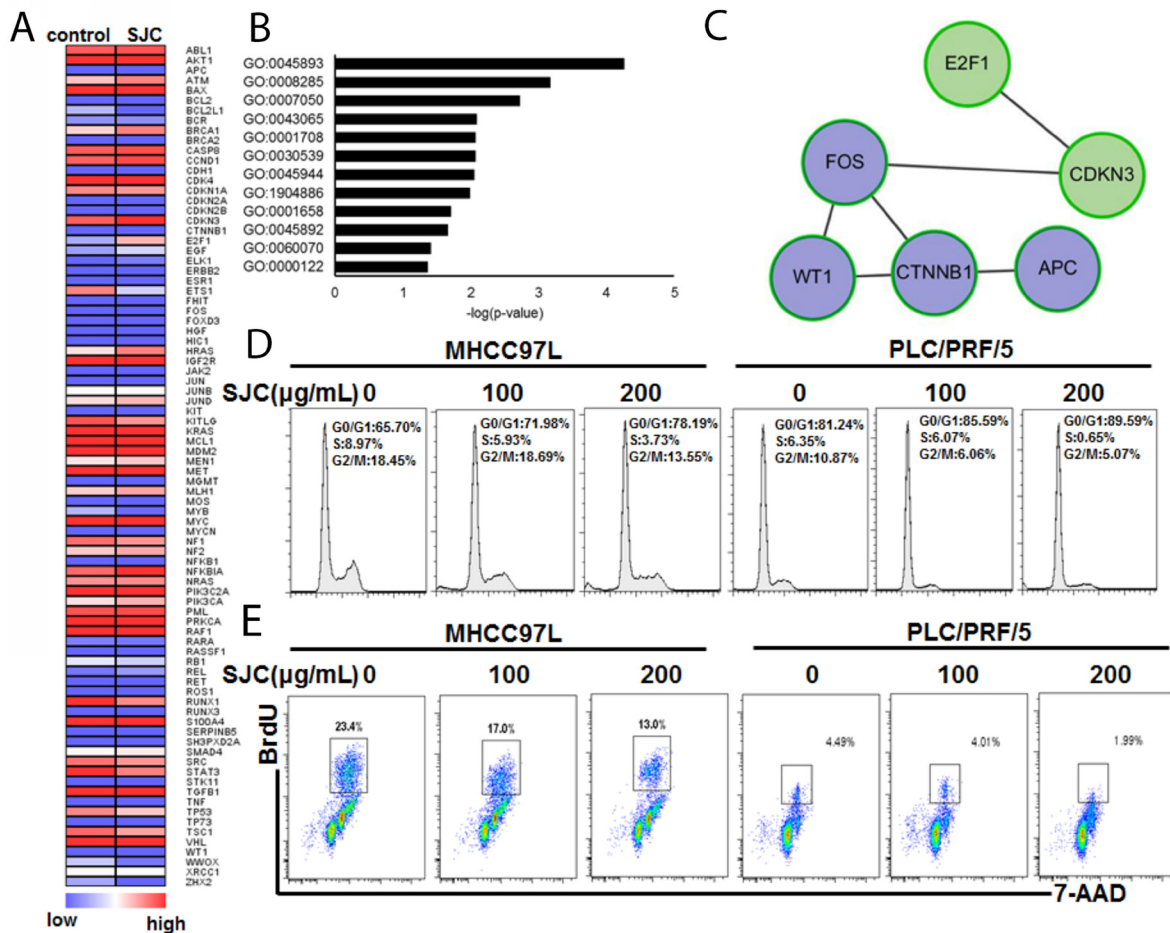 A
control SJC
ABL1
AKT1
APC
ATM
BAX
BCL2
BCL2L1
BCR
BRCA1
BRCA2
CASP8
CCND1
CDH1
CDK4
CDKN1A
CDKN2A
CDKN2B
CDKN3
CTNNB1
E2F1
EGF
ELK1
ERBB2
ESR1
ETS1
FHIT
FOS
FOXD3
HGF
HIC1
HRAS
IGF2R
JAK2
JUN
JUNB
JUND
KIT
KITLG
KRAS
MCL1
MDM2
MEN1
MET
MGMT
MLH1
MOS
MYB
MYC
MYCN
NF1
NF2
NFKB1
NFKBIA
NRAS
PIK3C2A
PIK3CA
PML
PRKCA
RAF1
RARA
RASSF1
RB1
REL
RET
ROS1
RUNX1
RUNX3
S100A4
SERPINB5
SH3PXD2A
SMAD4
SRC
STAT3
STK11
TGFB1
TNF
TP53
TP73
TSC1
VHL
WT1
WWOX
XRCC1
ZHX2
low high
B
GO:0045893
GO:0008285
GO:0007050
GO:0043065
GO:0001708
GO:0030539
GO:0045944
GO:1904886
GO:0001658
GO:0045892
GO:0060070
GO:0000122
0 1 2 3 4 5
-log(p-value)
C
E2F1
FOS
CDKN3
WT1
CTNNB1
APC
D
MHCC97L PLC/PRF/5
SJC(μg/mL) 0 100 200 0 100 200
G0/G1:65.70%
S:8.97%
G2/M:18.45%
G0/G1:71.98%
S:5.93%
G2/M:18.69%
G0/G1:78.19%
S:3.73%
G2/M:13.55%
G0/G1:81.24%
S:6.35%
G2/M:10.87%
G0/G1:85.59%
S:6.07%
G2/M:6.06%
G0/G1:89.59%
S:0.65%
G2/M:5.07%
E
MHCC97L PLC/PRF/5
SJC(μg/mL) 0 100 200 0 100 200
BrdU
23.4%
17.0%
13.0%
4.49%
4.01%
1.99%
7-AAD